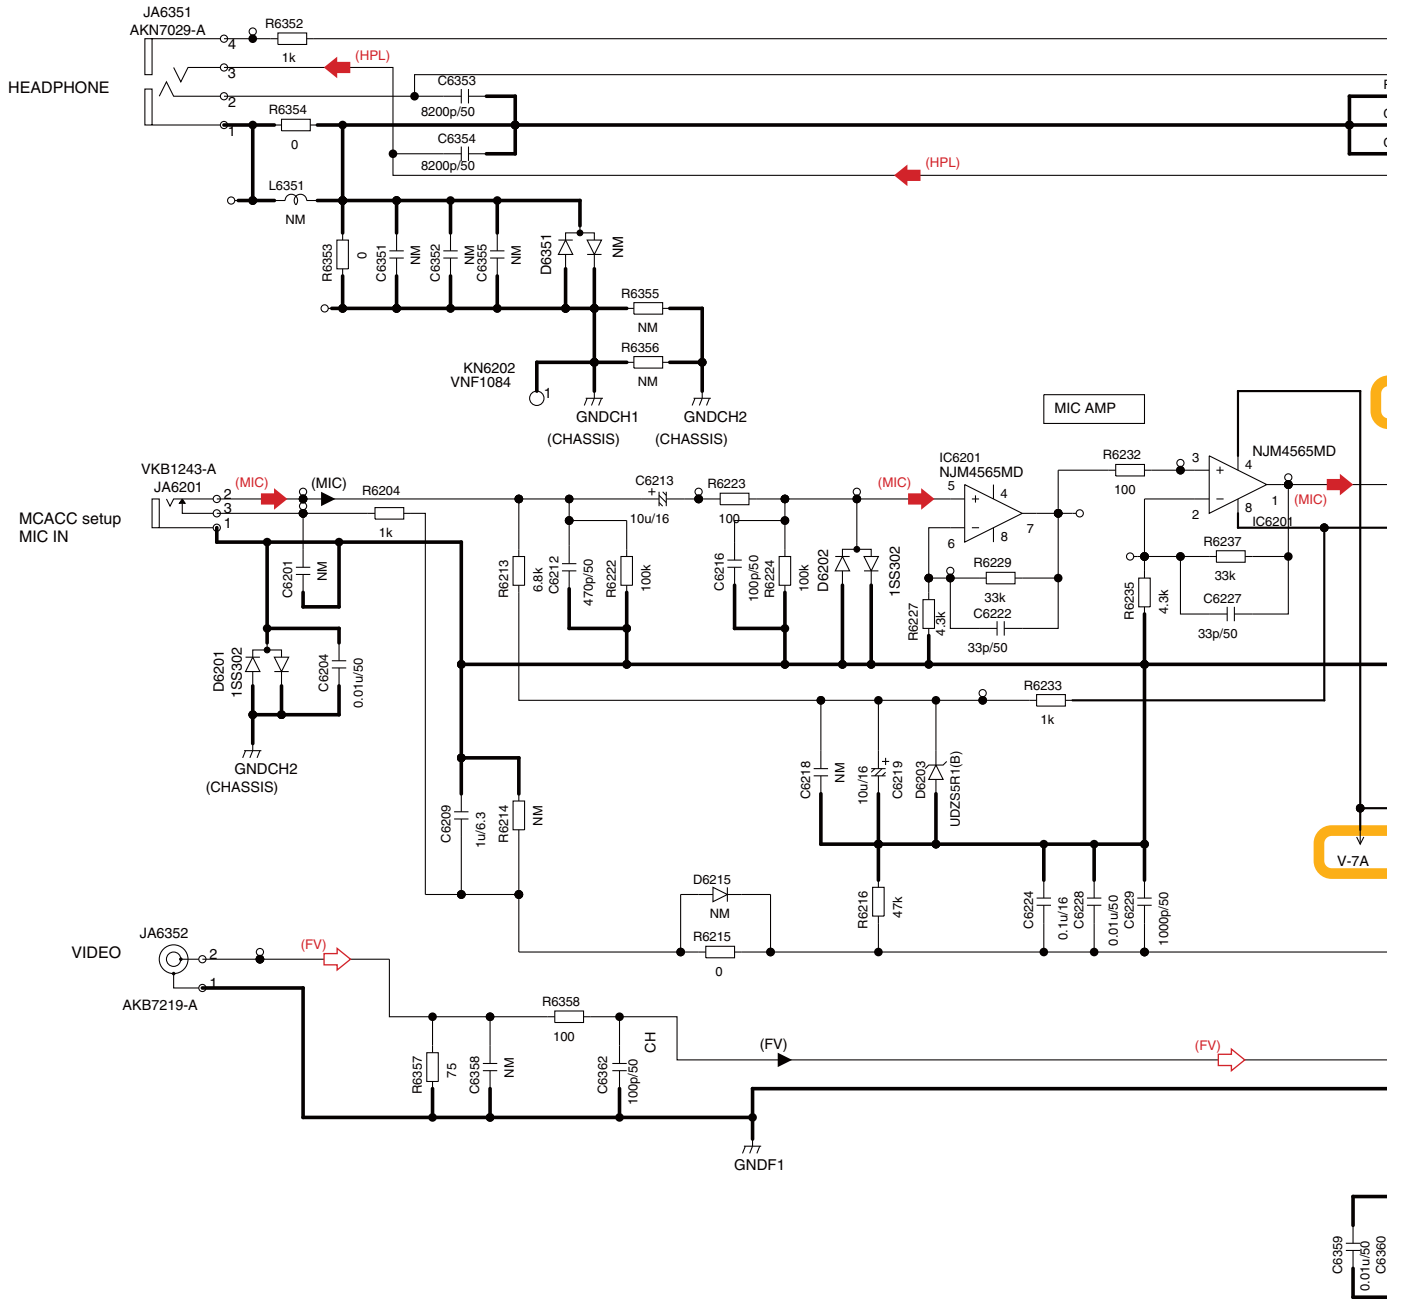 JA6351
AKN7029-A
R6352
1k
4
3
2
1
(HPL)
HEADPHONE
C6353
8200p/50
R6354
0
C6354
8200p/50
(HPL)
L6351
NM
R6353
0
C6351
NM
C6352
NM
C6355
NM
D6351
NM
R6355
NM
R6356
NM
KN6202
VNF1084
1
GNDCH1
(CHASSIS)
GNDCH2
(CHASSIS)
MIC AMP
VKB1243-A
JA6201
2
3
1
(MIC)
(MIC)
MCACC setup
MIC IN
R6204
1k
C6213
+
10u/16
R6223
100
(MIC)
IC6201
NJM4565MD
5
+
4
6
−
8
7
R6232
100
3
+
2
−
4
8
1
NJM4565MD
IC6201
(MIC)
C6201
NM
R6213
6.8k
C6212
470p/50
R6222
100k
C6216
100p/50
R6224
100k
D6202
1SS302
R6227
4.3k
R6229
33k
C6222
33p/50
R6235
4.3k
R6237
33k
C6227
33p/50
D6201
1SS302
C6204
0.01u/50
GNDCH2
(CHASSIS)
R6233
1k
C6209
1u/6.3
R6214
NM
C6218
NM
10u/16
+
C6219
D6203
UDZS5R1(B)
V-7A
D6215
NM
R6215
0
R6216
47k
C6224
0.1u/16
C6228
0.01u/50
C6229
1000p/50
VIDEO
JA6352
2
1
AKB7219-A
(FV)
R6358
100
R6357
75
C6358
NM
C6362
100p/50
CH
(FV)
(FV)
GNDF1
C6359
0.01u/50
C6360